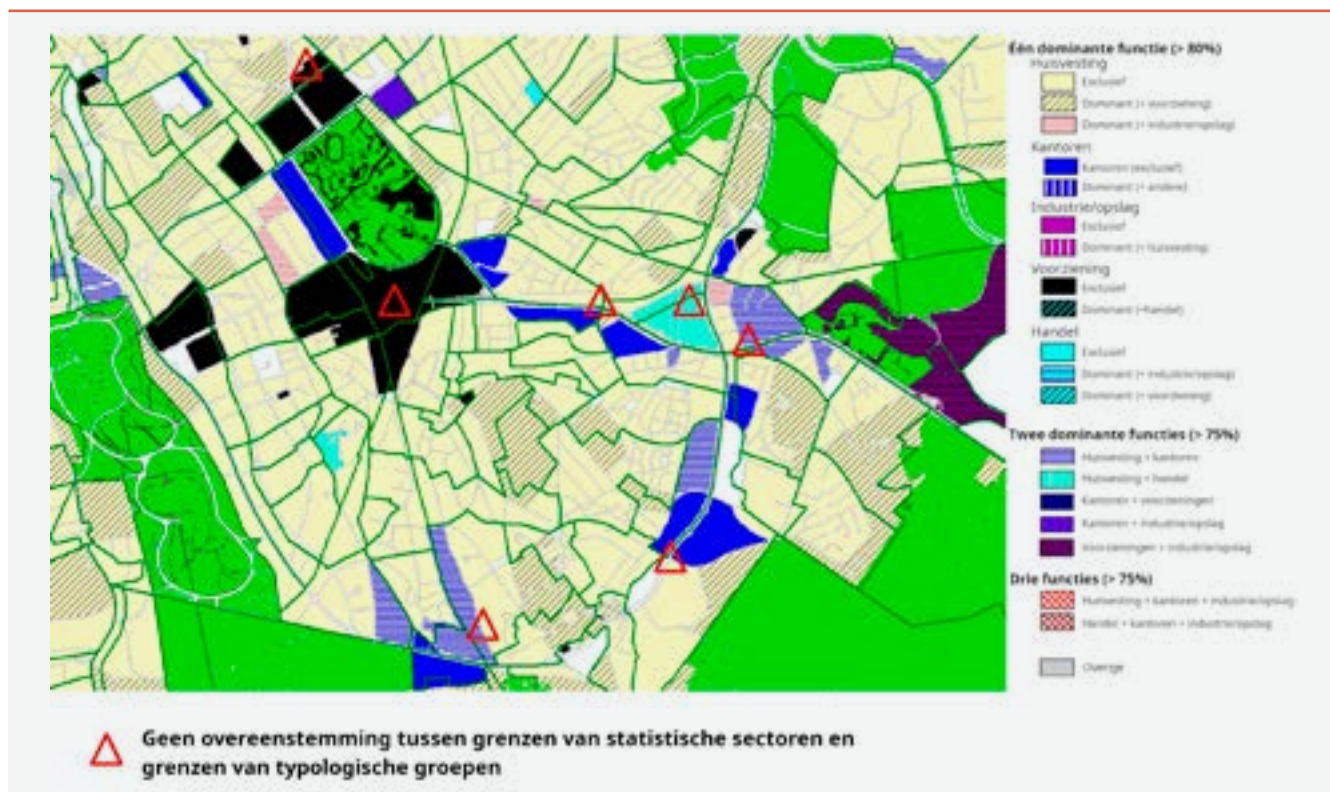 Één dominante functie (> 80%)
Huisvesting
Exclusief
Dominant (+ voorziening)
Dominant (+ industrie/opslag)
Kantoren
Kantoren (exclusief)
Dominant (+ andere)
Industrie/opslag
Exclusief
Dominant (+ huisvesting)
Voorziening
Exclusief
Dominant (+handel)
Handel
Exclusief
Dominant (+ industrie/opslag)
Dominant (+ voorziening)
Twee dominante functies (> 75%)
Huisvesting + kantoren
Huisvesting + handel
Kantoren + voorzieningen
Kantoren + industrie/opslag
Voorzieningen + industrie/opslag
Drie functies (> 75%)
Huisvesting + kantoren + industrie/opslag
Handel + kantoren + industrie/opslag
Overige
Geen overeenstemming tussen grenzen van statistische sectoren en
grenzen van typologische groepen